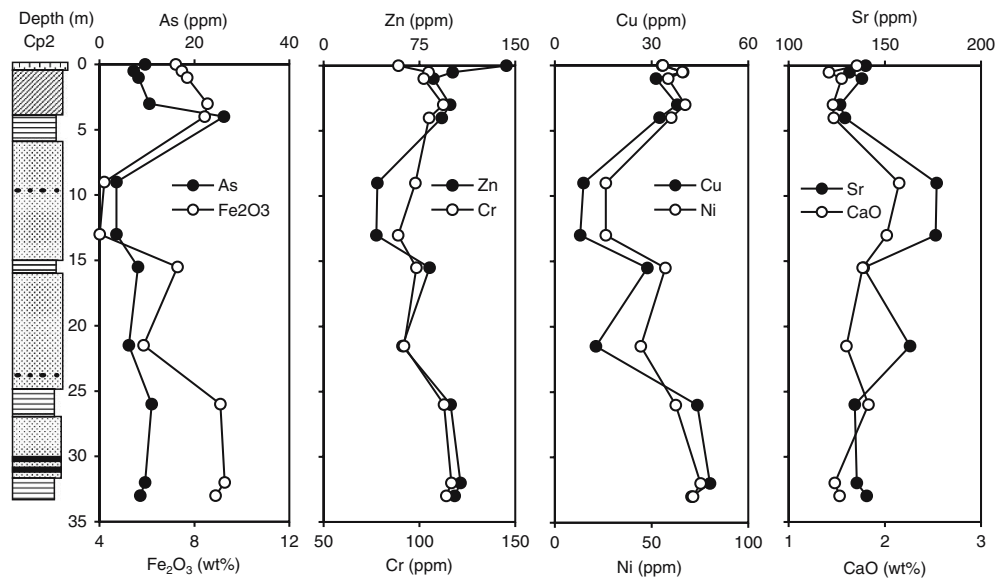 Depth (m) As (ppm) Zn (ppm) Cu (ppm) Sr (ppm)
Cp2 0 20 40 0 75 150 0 30 60 100 150 200
0
5
10
15
20
25
30
35
As
Fe2O3
Zn
Cr
Cu
Ni
Sr
CaO
4 12 50 100 150 0 50 100 1 2 3
Fe₂O₃ (wt%) Cr (ppm) Ni (ppm) CaO (wt%)